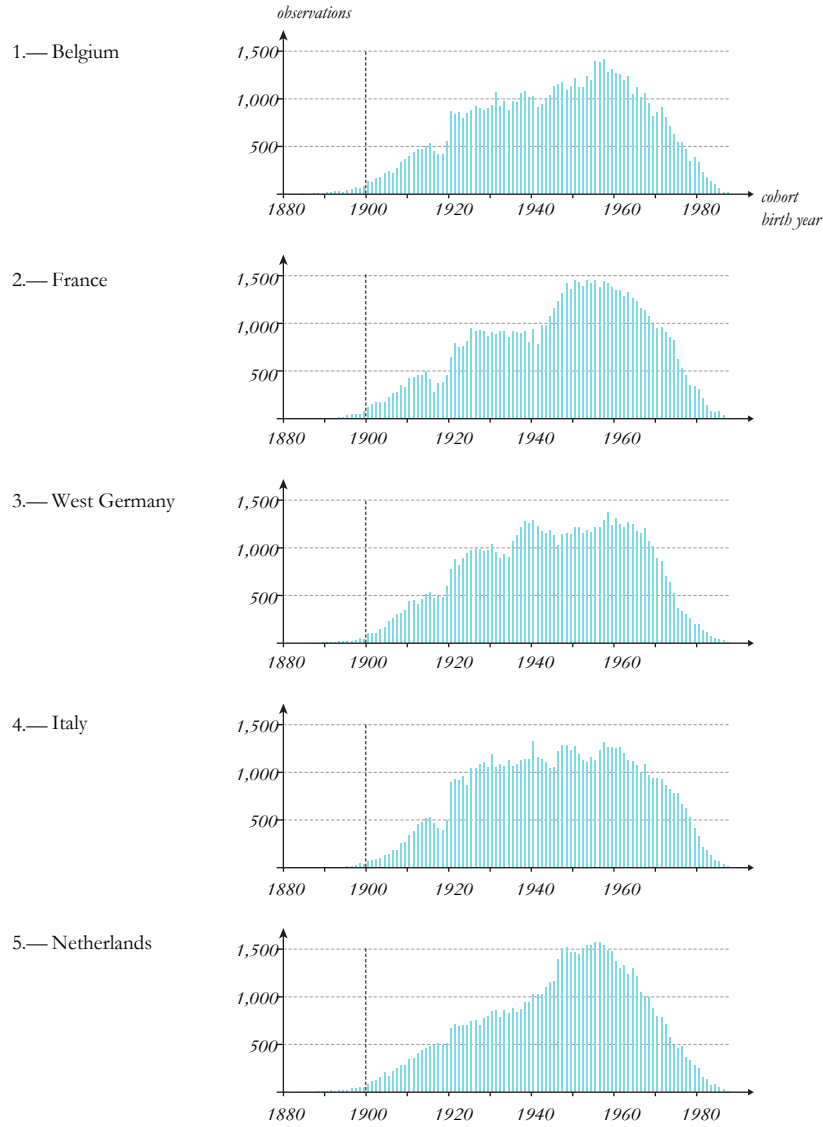 observations
1.— Belgium
1,500
1,000
500
1880 1900 1920 1940 1960 1980
cohort
birth year
2.— France
1,500
1,000
500
1880 1900 1920 1940 1960
3.— West Germany
1,500
1,000
500
1880 1900 1920 1940 1960
4.— Italy
1,500
1,000
500
1880 1900 1920 1940 1960
5.— Netherlands
1,500
1,000
500
1880 1900 1920 1940 1960 1980